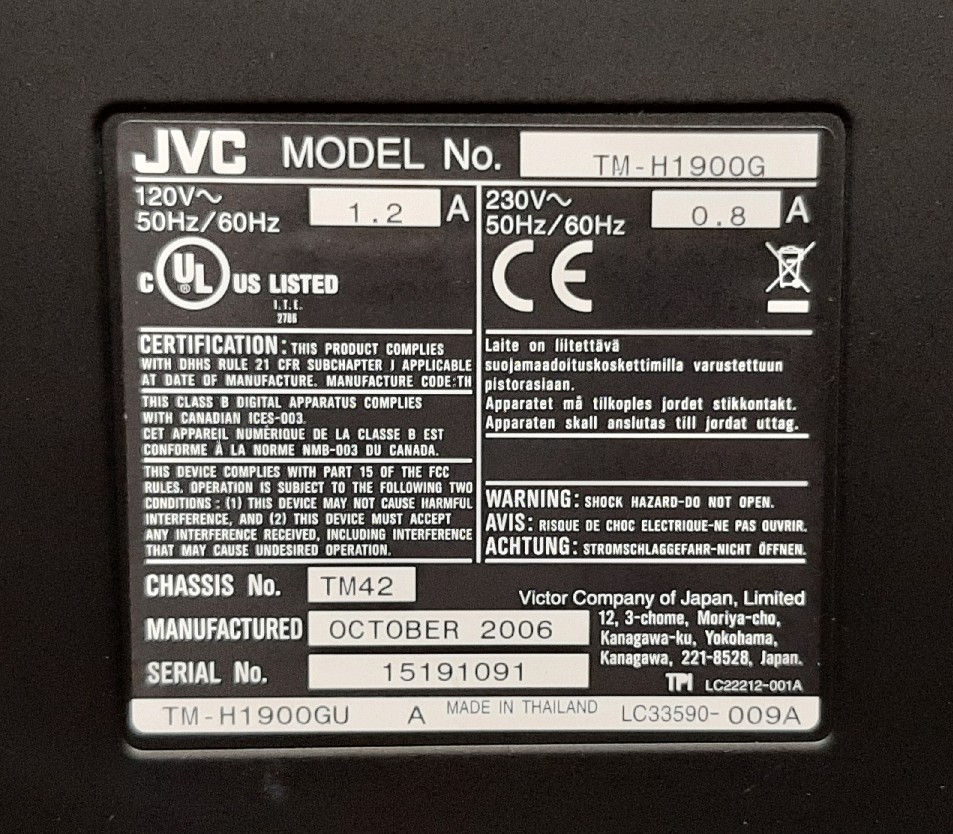 JVC MODEL No. TM-H1900G
120V~
50Hz/60Hz 1.2 A
230V~
50Hz/60Hz 0.8 A
C UL® US LISTED
I.T.E.
27B6
CE
CERTIFICATION: THIS PRODUCT COMPLIES
WITH DHHS RULE 21 CFR SUBCHAPTER J APPLICABLE
AT DATE OF MANUFACTURE. MANUFACTURE CODE:TH
THIS CLASS B DIGITAL APPARATUS COMPLIES
WITH CANADIAN ICES-003.
CET APPAREIL NUMÉRIQUE DE LA CLASSE B EST
CONFORME À LA NORME NMB-003 DU CANADA.
THIS DEVICE COMPLIES WITH PART 15 OF THE FCC
RULES. OPERATION IS SUBJECT TO THE FOLLOWING TWO
CONDITIONS : (1) THIS DEVICE MAY NOT CAUSE HARMFUL
INTERFERENCE, AND (2) THIS DEVICE MUST ACCEPT
ANY INTERFERENCE RECEIVED, INCLUDING INTERFERENCE
THAT MAY CAUSE UNDESIRED OPERATION.
Laite on liitettävä
suojamaadoituskoskettimilla varustettuun
pistorasiaan.
Apparatet må tilkoples jordet stikkontakt.
Apparaten skall anslutas till jordat uttag.
WARNING: SHOCK HAZARD-DO NOT OPEN.
AVIS: RISQUE DE CHOC ELECTRIQUE-NE PAS OUVRIR.
ACHTUNG: STROMSCHLAGGEFAHR-NICHT ÖFFNEN.
CHASSIS No. TM42
MANUFACTURED OCTOBER 2006
SERIAL No. 15191091
Victor Company of Japan, Limited
12, 3-chome, Moriya-cho,
Kanagawa-ku, Yokohama,
Kanagawa, 221-8528, Japan.
TPI LC22212-001A
TM-H1900GU A MADE IN THAILAND LC33590-009A